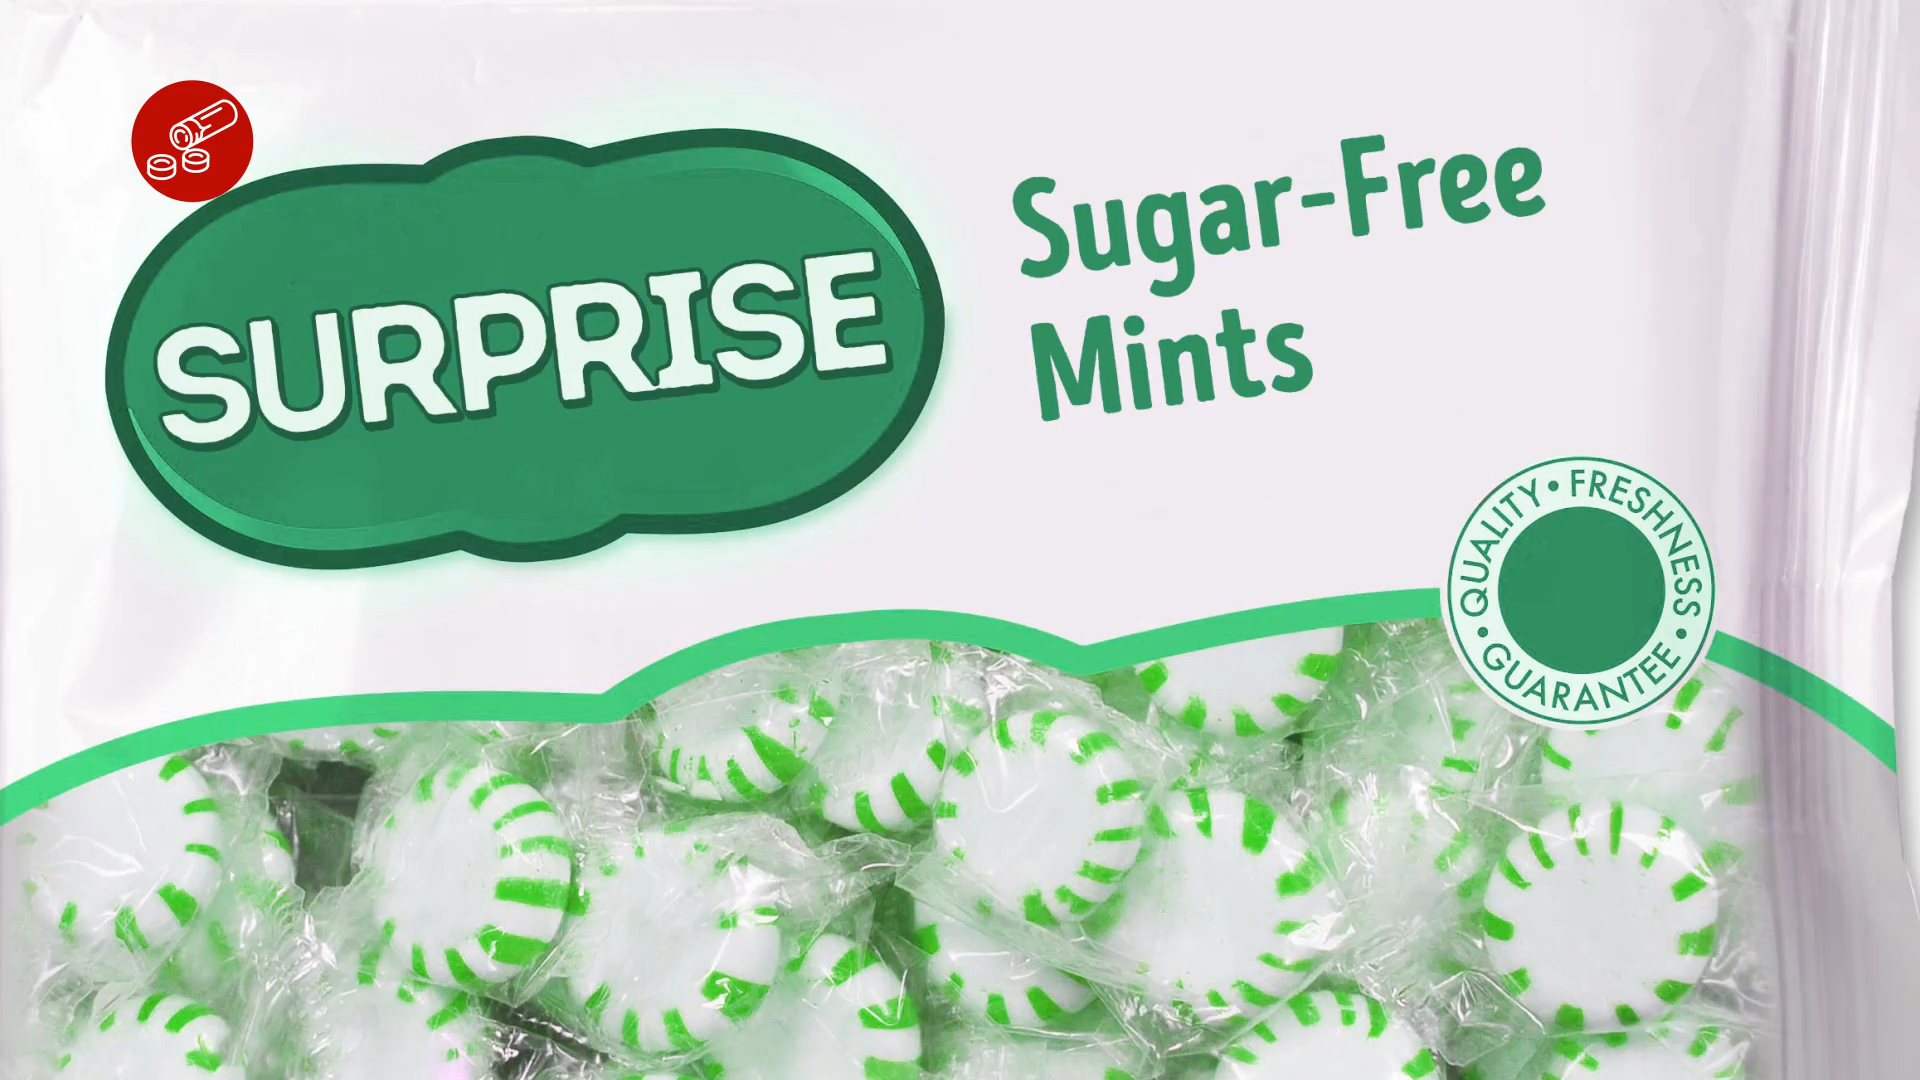 SURPRISE
Sugar-Free
Mints
QUALITY • FRESHNESS • GUARANTEE •